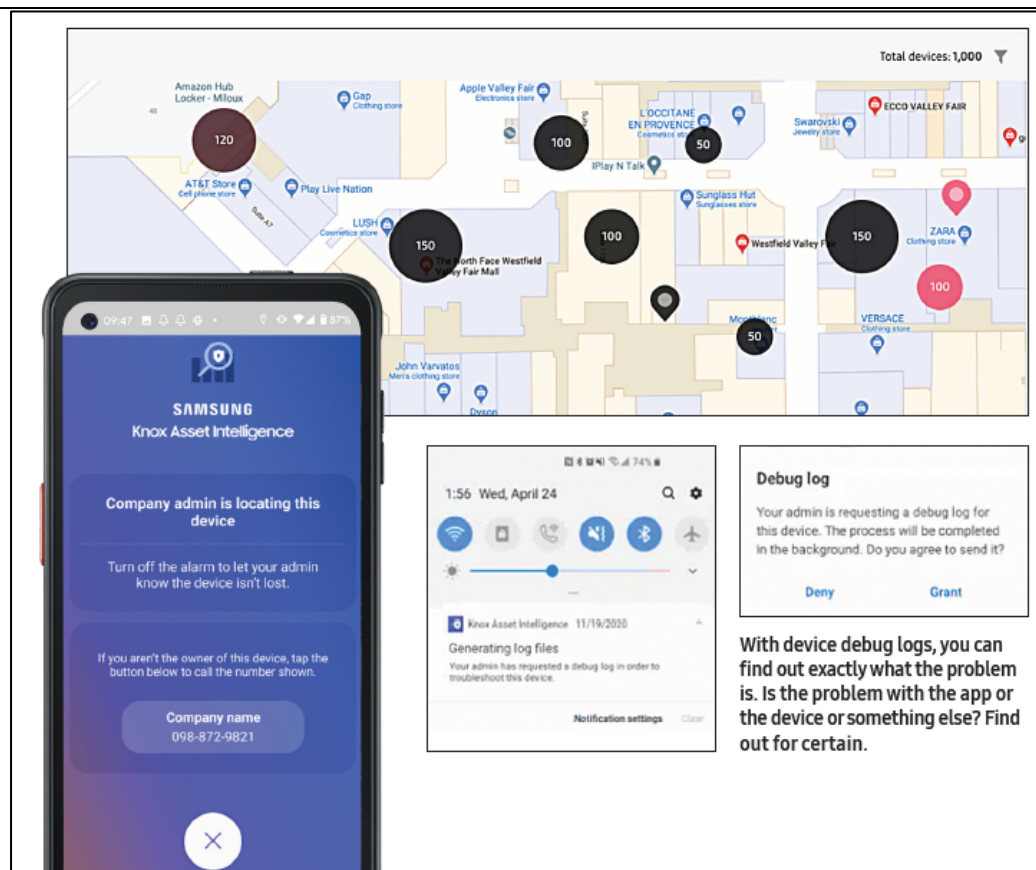 Total devices: 1,000
Amazon Hub
Locker - Miloux
Gap
Clothing store
Apple Valley Fair
Electronics store
L'OCCITANE
EN PROVENCE
Cosmetics store
ECCO VALLEY FAIR
Swarovski
Jewelry store
120
100
50
IPlay N Talk
AT&T Store
Cell phone store
Play Live Nation
Suite A7
Sunglass Hut
Sunglasses store
LUSH
Cosmetics store
150
100
Westfield Valley Fair
150
ZARA
Clothing store
The North Face Westfield
Valley Fair Mall
100
Montblanc
50
VERSACE
Clothing store
John Varvatos
Men's clothing store
Dyson
09:47
87%
SAMSUNG
Knox Asset Intelligence
Company admin is locating this
device
Turn off the alarm to let your admin
know the device isn't lost.
If you aren't the owner of this device, tap the
button below to call the number shown.
Company name
098-872-9821
74%
1:56 Wed, April 24
Knox Asset Intelligence 11/19/2020
Generating log files
Your admin has requested a debug log in order to
troubleshoot this device.
Notification settings Clear
Debug log
Your admin is requesting a debug log for
this device. The process will be completed
in the background. Do you agree to send it?
Deny Grant
With device debug logs, you can
find out exactly what the problem
is. Is the problem with the app or
the device or something else? Find
out for certain.